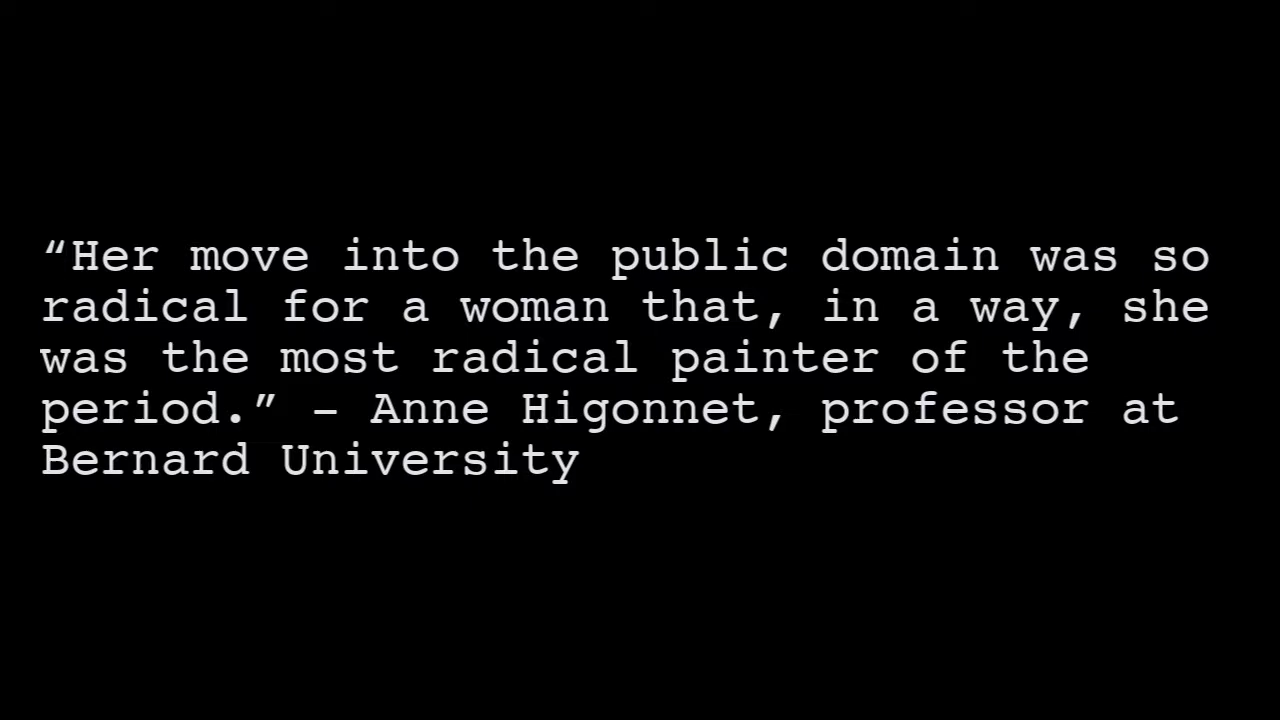 “Her move into the public domain was so
radical for a woman that, in a way, she
was the most radical painter of the
period.” – Anne Higonnet, professor at
Bernard University